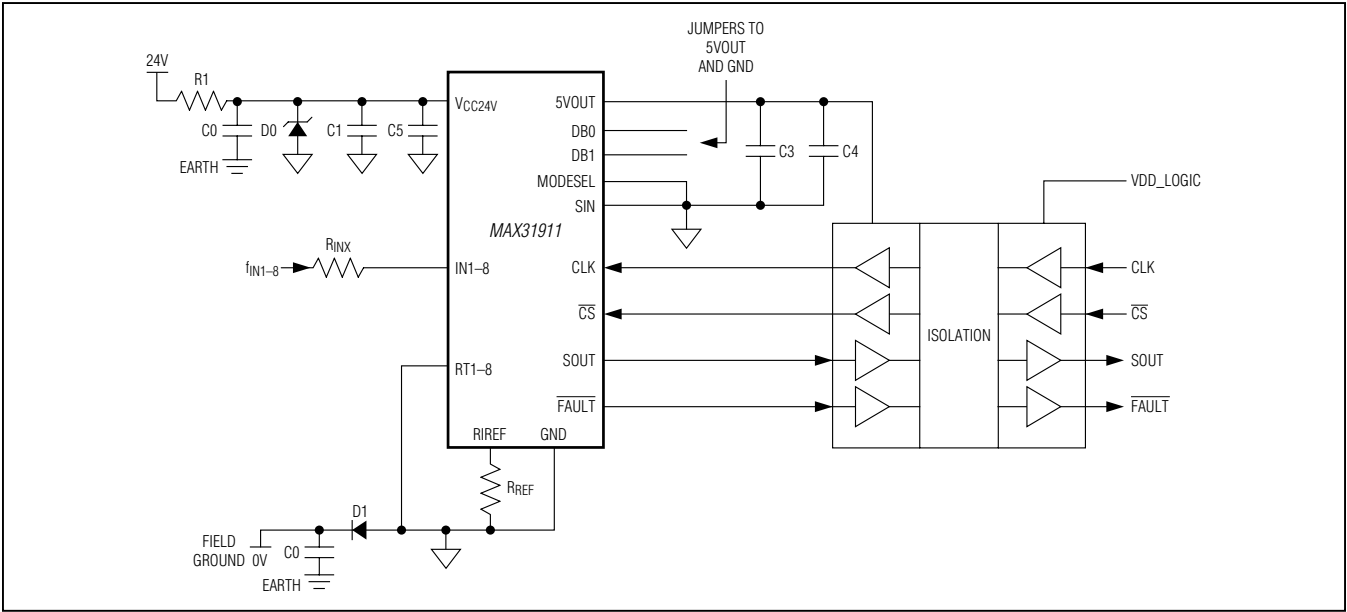 JUMPERS TO
5VOUT
AND GND
24V
R1
C0
D0
C1
C5
EARTH
VCC24V
5VOUT
DB0
DB1
MODESEL
SIN
C3
C4
VDD_LOGIC
MAX31911
RINX
fIN1–8
IN1–8
CLK
CLK
CS
CS
ISOLATION
SOUT
SOUT
RT1–8
FAULT
FAULT
RIREF
GND
RREF
D1
FIELD
GROUND 0V
C0
EARTH